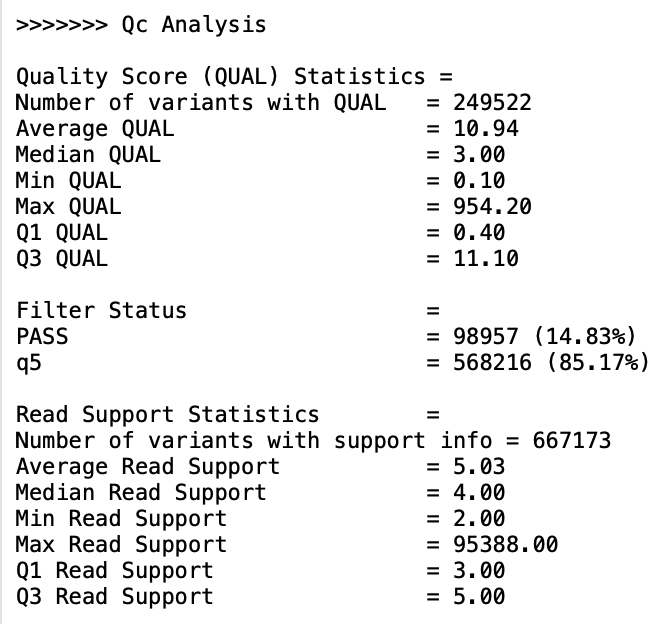 >>>>>>> Qc Analysis
Quality Score (QUAL) Statistics =
Number of variants with QUAL = 249522
Average QUAL = 10.94
Median QUAL = 3.00
Min QUAL = 0.10
Max QUAL = 954.20
Q1 QUAL = 0.40
Q3 QUAL = 11.10
Filter Status =
PASS = 98957 (14.83%)
q5 = 568216 (85.17%)
Read Support Statistics =
Number of variants with support info = 667173
Average Read Support = 5.03
Median Read Support = 4.00
Min Read Support = 2.00
Max Read Support = 95388.00
Q1 Read Support = 3.00
Q3 Read Support = 5.00